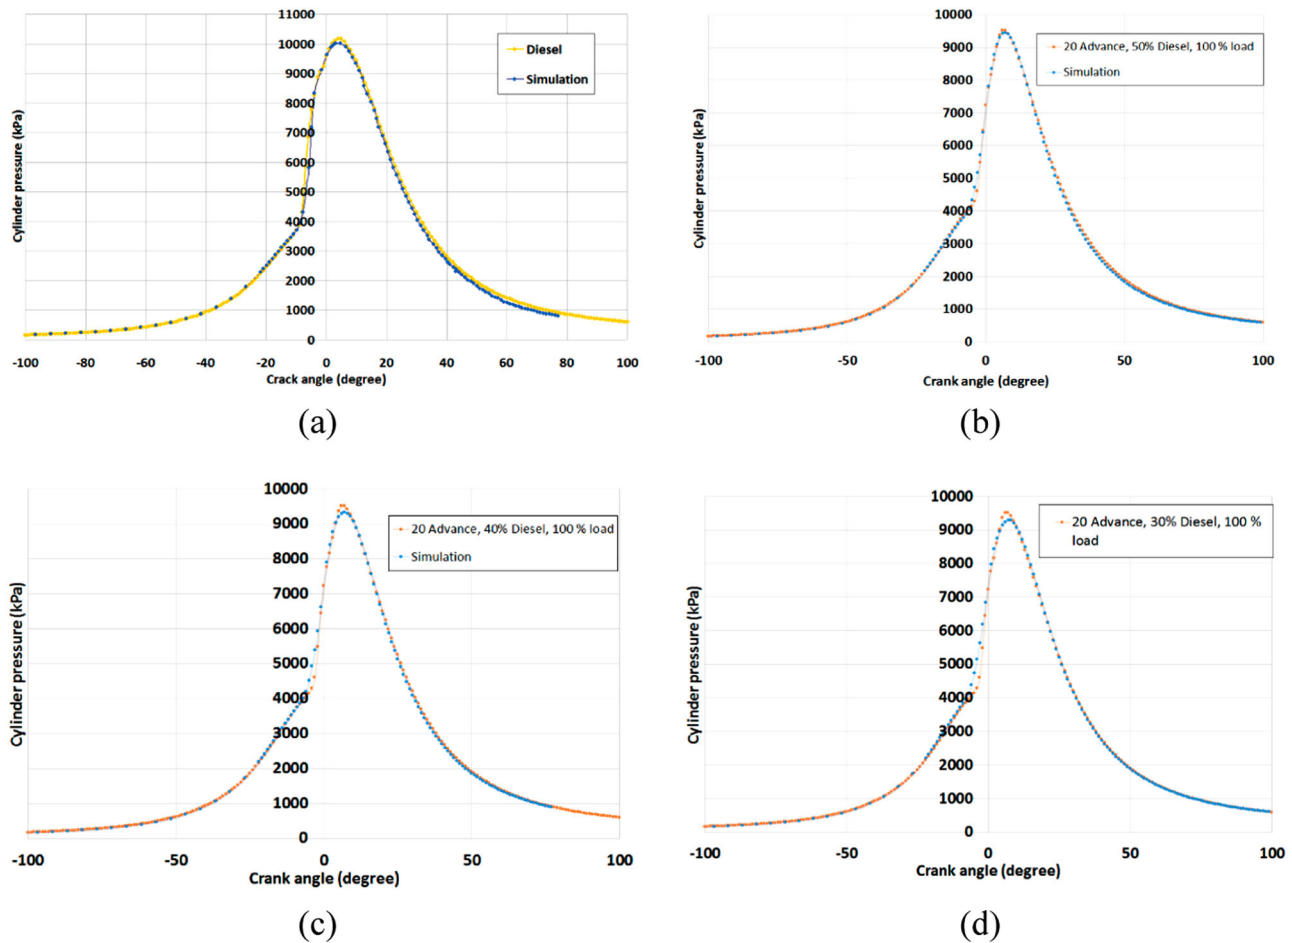 11000
10000
9000
8000
7000
6000
5000
4000
3000
2000
1000
0
Cylinder pressure (kPa)
Diesel
Simulation
-100 -80 -60 -40 -20 0 20 40 60 80 100
Crack angle (degree)
(a)
10000
9000
8000
7000
6000
5000
4000
3000
2000
1000
0
Cylinder pressure (kPa)
20 Advance, 50% Diesel, 100 % load
Simulation
-100 -50 0 50 100
Crank angle (degree)
(b)
10000
9000
8000
7000
6000
5000
4000
3000
2000
1000
0
Cylinder pressure (kPa)
20 Advance, 40% Diesel, 100 % load
Simulation
-100 -50 0 50 100
Crank angle (degree)
(c)
10000
9000
8000
7000
6000
5000
4000
3000
2000
1000
0
Cylinder pressure (kPa)
20 Advance, 30% Diesel, 100 %
load
-100 -50 0 50 100
Crank angle (degree)
(d)